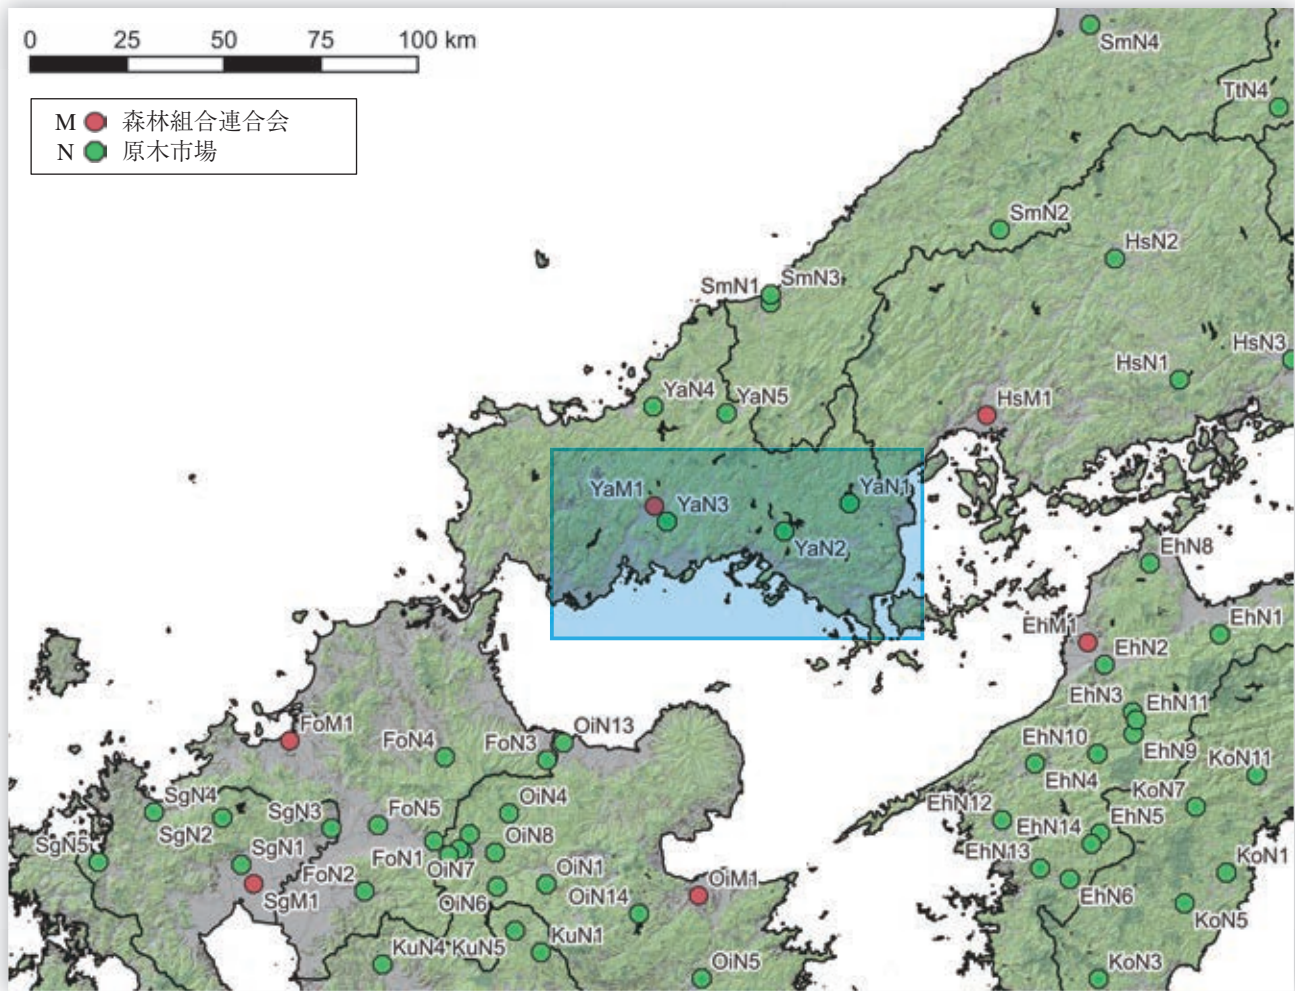 0 25 50 75 100 km
M 森林組合連合会
N 原木市場
SmN4
TtN4
SmN2
HsN2
SmN1 SmN3
HsN3
HsN1
YaN4 YaN5
HsM1
YaM1 YaN3 YaN1
YaN2
EhN8
EhM1 EhN1
EhN2
EhN3 EhN11
FoM1 FoN4 FoN3 OiN13
EhN10 EhN9
EhN4 KoN11
SgN4 SgN3 FoN5 OiN4
EhN12 KoN7
SgN2 EhN14 EhN5
SgN5 SgN1 FoN1 OiN7 OiN8
EhN13 KoN1
SgM1 FoN2 OiN6 OiN1 OiN14 OiM1
EhN6 KoN5
KuN4 KuN5 KuN1
OiN5 KoN3